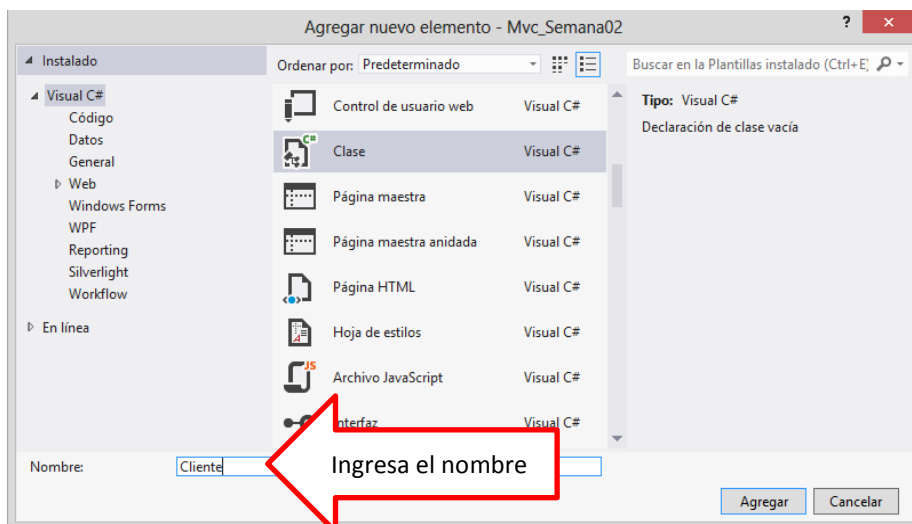 Agregar nuevo elemento - Mvc_Semana02
?
Instalado
Ordenar por: Predeterminado
Buscar en la Plantillas instalado (Ctrl+E)
Visual C#
Código
Datos
General
Web
Windows Forms
WPF
Reporting
Silverlight
Workflow
En línea
Control de usuario web Visual C#
C#
Clase Visual C#
Página maestra Visual C#
Página maestra anidada Visual C#
Página HTML Visual C#
Hoja de estilos Visual C#
JS
Archivo JavaScript Visual C#
Interfaz Visual C#
Tipo: Visual C#
Declaración de clase vacía
Nombre: Cliente
Ingresa el nombre
Agregar Cancelar